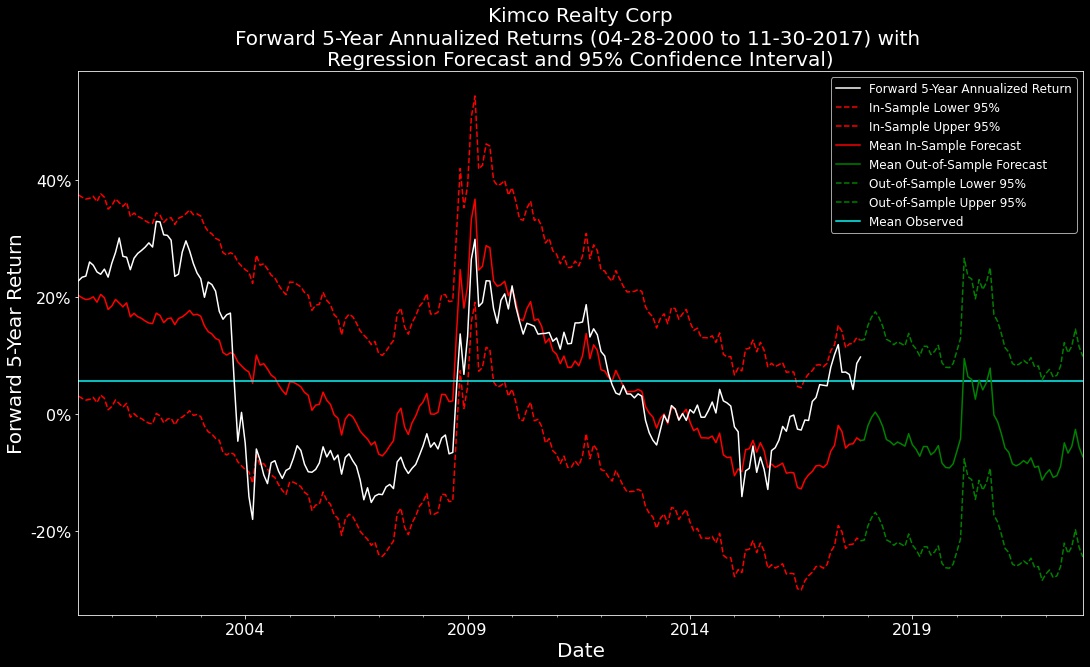 Kimco Realty Corp
Forward 5-Year Annualized Returns (04-28-2000 to 11-30-2017) with
Regression Forecast and 95% Confidence Interval)
Forward 5-Year Annualized Return
In-Sample Lower 95%
In-Sample Upper 95%
Mean In-Sample Forecast
Mean Out-of-Sample Forecast
Out-of-Sample Lower 95%
Out-of-Sample Upper 95%
Mean Observed
Forward 5-Year Return
40%
20%
0%
-20%
2004 2009 2014 2019
Date